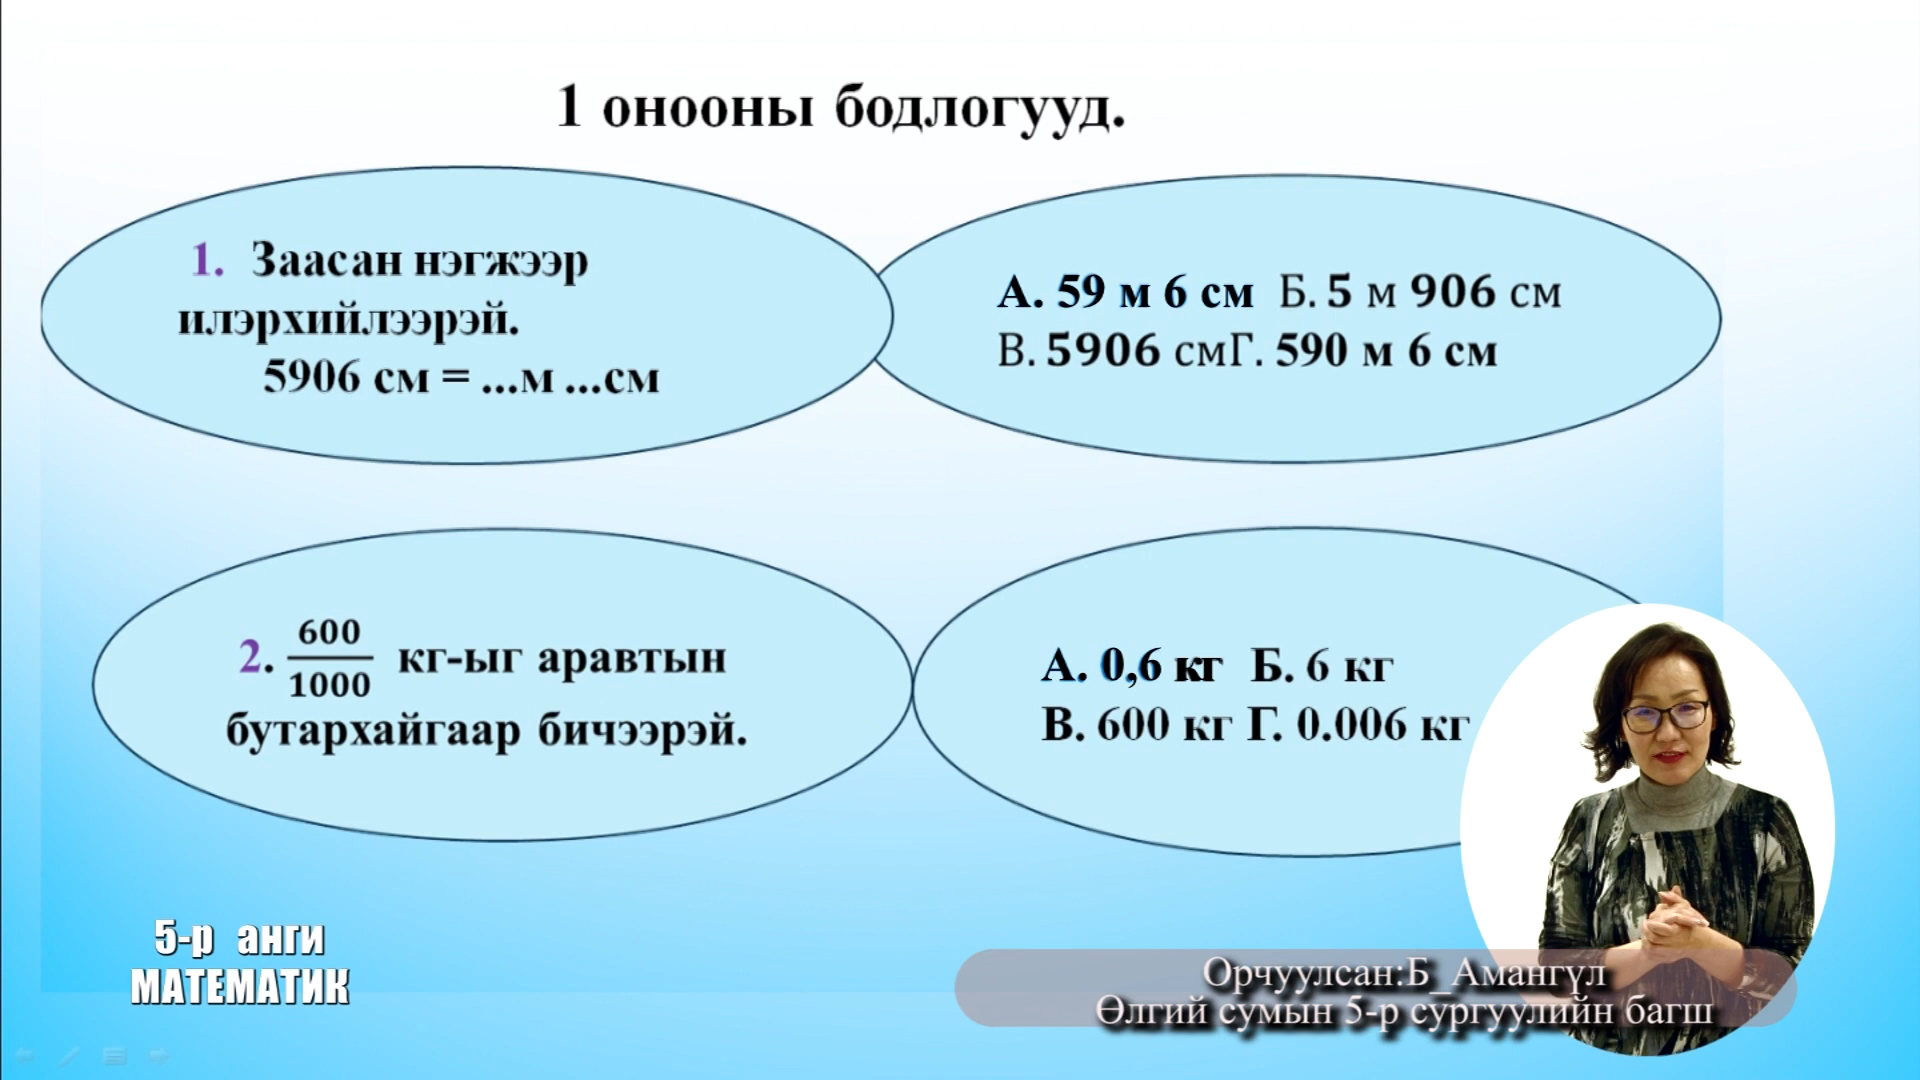 1 онооны бодлогууд.
1. Заасан нэгжээр
илэрхийлээрэй.
5906 см = ...м ...см
А. 59 м 6 см Б. 5 м 906 см
В. 5906 смГ. 590 м 6 см
2. 600/1000 кг-ыг аравтын
бутархайгаар бичээрэй.
А. 0,6 кг Б. 6 кг
В. 600 кг Г. 0.006 кг
5-р анги
МАТЕМАТИК
Орчуулсан:Б_Амангүл
Өлгий сумын 5-р сургуулийн багш